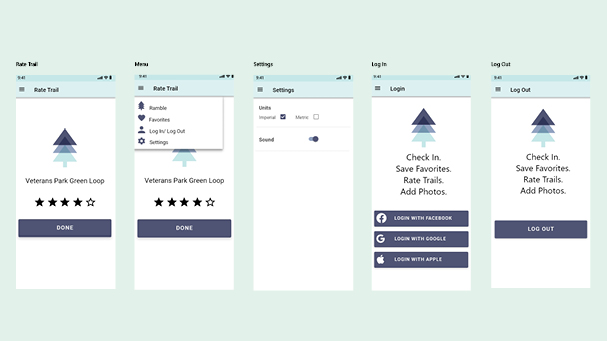 Rate Trail
9:41
Rate Trail
Veterans Park Green Loop
DONE
Menu
9:41
Rate Trail
Ramble
Favorites
Log In/ Log Out
Settings
Veterans Park Green Loop
DONE
Settings
9:41
Settings
Units
Imperial Metric
Sound
Log In
9:41
Login
Check In.
Save Favorites.
Rate Trails.
Add Photos.
LOGIN WITH FACEBOOK
LOGIN WITH GOOGLE
LOGIN WITH APPLE
Log Out
9:41
Log Out
Check In.
Save Favorites.
Rate Trails.
Add Photos.
LOG OUT